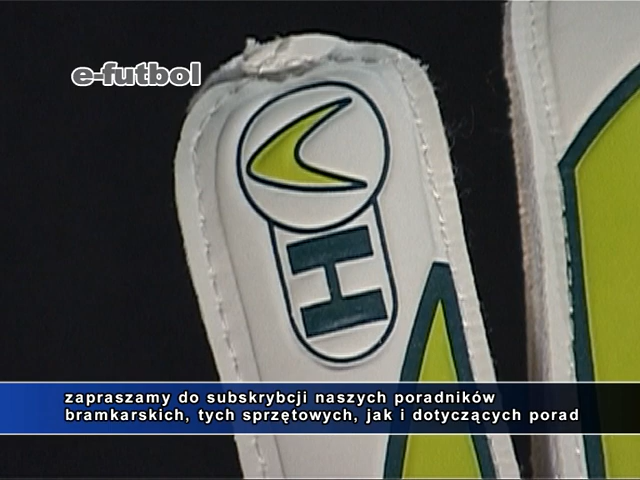 e-futbol
H
zapraszamy do subskrybcji naszych poradników
bramkarskich, tych sprzętowych, jak i dotyczących porad